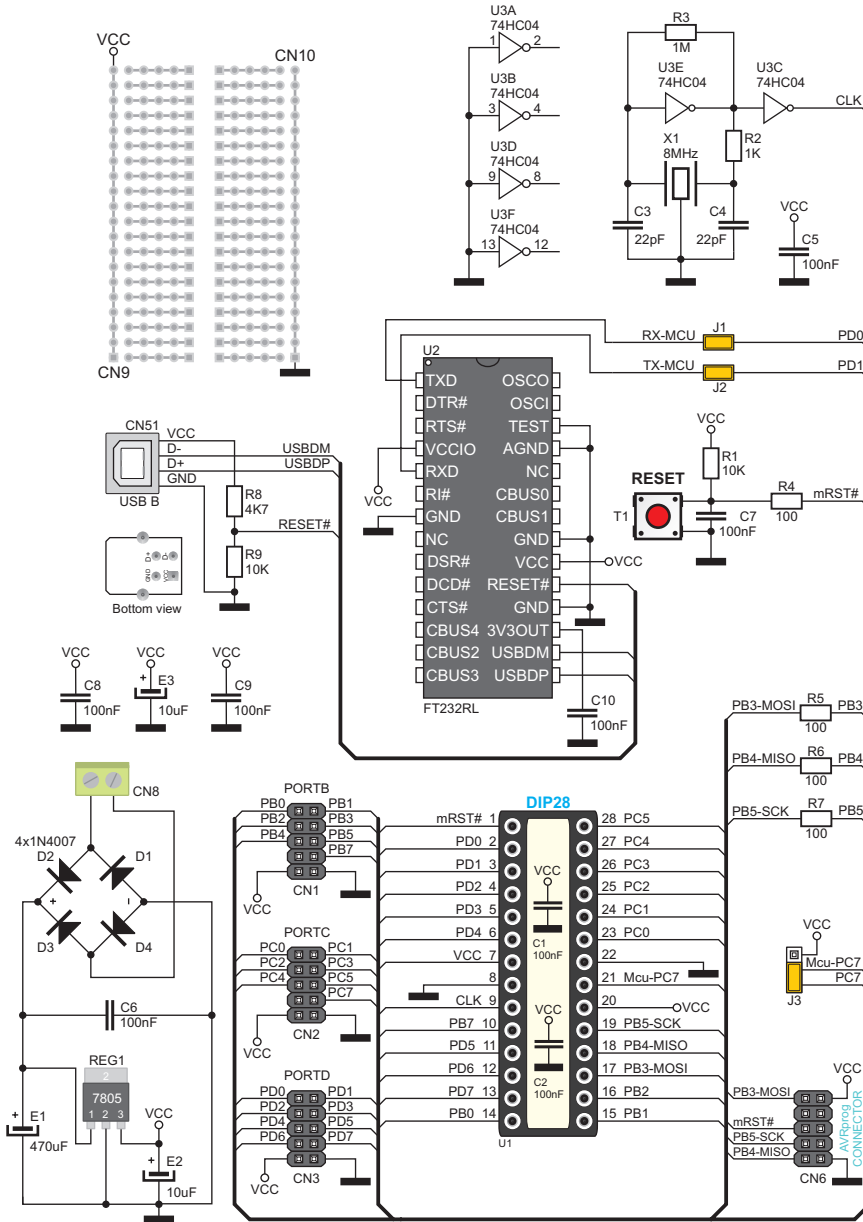 VCC
CN10
CN9
U3A
74HC04
1
2
U3B
74HC04
3
4
U3D
74HC04
9
8
U3F
74HC04
13
12
R3
1M
U3E
74HC04
U3C
74HC04
CLK
X1
8MHz
R2
1K
C3
22pF
C4
22pF
VCC
C5
100nF
RX-MCU
J1
PD0
TX-MCU
J2
PD1
U2
TXD
DTR#
RTS#
VCCIO
RXD
RI#
GND
NC
DSR#
DCD#
CTS#
CBUS4
CBUS2
CBUS3
OSCO
OSCI
TEST
AGND
NC
CBUS0
CBUS1
GND
VCC
RESET#
GND
3V3OUT
USBDM
USBDP
FT232RL
VCC
VCC
C10
100nF
CN51
VCC
D-
D+
GND
USB B
USBDM
USBDP
R8
4K7
RESET#
R9
10K
D+
D-
GND
VCC
Bottom view
VCC
R1
10K
RESET
T1
C7
100nF
R4
100
mRST#
VCC
C8
100nF
VCC
+
E3
10uF
VCC
C9
100nF
PB3-MOSI
R5
100
PB3
PB4-MISO
R6
100
PB4
PB5-SCK
R7
100
PB5
CN8
4x1N4007
D2
D1
+
-
D3
D4
C6
100nF
REG1
2
7805
1 2 3
VCC
+
E1
470uF
+
E2
10uF
PORTB
PB0
PB1
PB2
PB3
PB4
PB5
PB7
VCC
CN1
PORTC
PC0
PC1
PC2
PC3
PC4
PC5
PC7
VCC
CN2
PORTD
PD0
PD1
PD2
PD3
PD4
PD5
PD6
PD7
VCC
CN3
DIP28
mRST# 1
PD0 2
PD1 3
PD2 4
PD3 5
PD4 6
VCC 7
8
CLK 9
PB7 10
PD5 11
PD6 12
PD7 13
PB0 14
28 PC5
27 PC4
26 PC3
25 PC2
24 PC1
23 PC0
22
21 Mcu-PC7
20
VCC
19 PB5-SCK
18 PB4-MISO
17 PB3-MOSI
16 PB2
15 PB1
VCC
C1
100nF
VCC
C2
100nF
U1
VCC
Mcu-PC7
PC7
J3
VCC
PB3-MOSI
mRST#
PB5-SCK
PB4-MISO
CN6
AVRprog
CONNECTOR